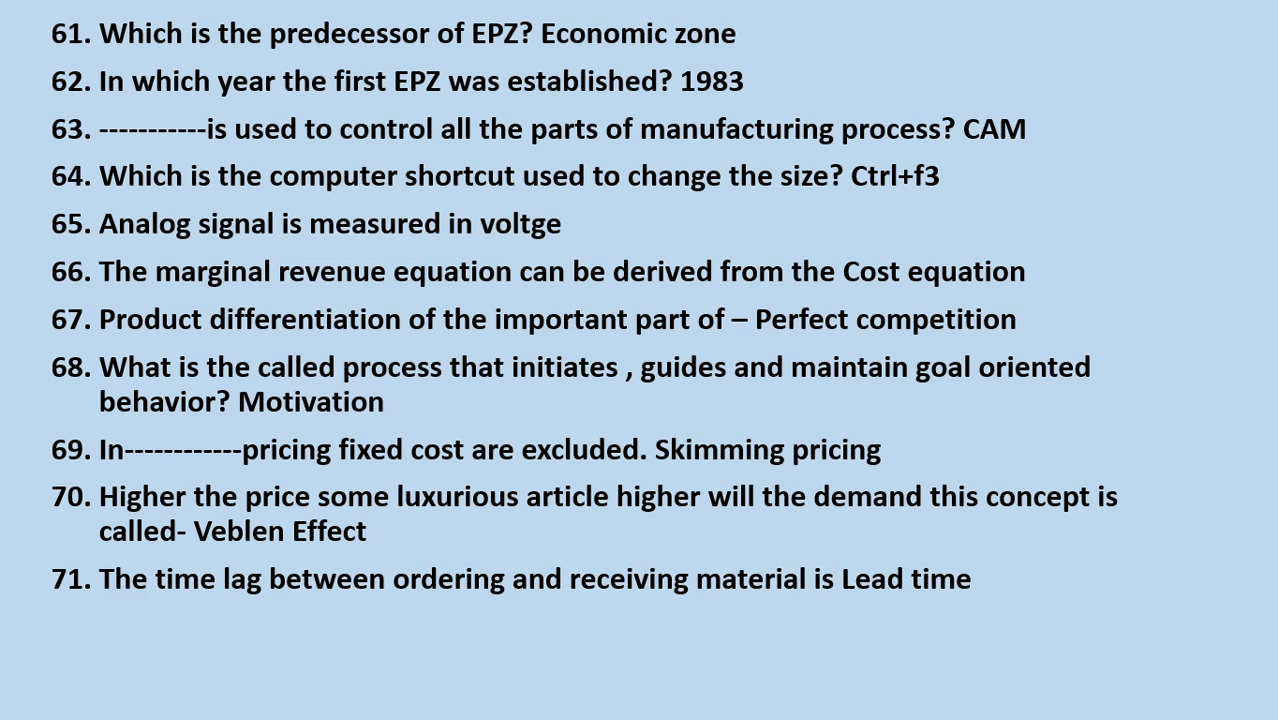 61. Which is the predecessor of EPZ? Economic zone
62. In which year the first EPZ was established? 1983
63. -----------is used to control all the parts of manufacturing process? CAM
64. Which is the computer shortcut used to change the size? Ctrl+f3
65. Analog signal is measured in voltge
66. The marginal revenue equation can be derived from the Cost equation
67. Product differentiation of the important part of – Perfect competition
68. What is the called process that initiates , guides and maintain goal oriented
behavior? Motivation
69. In------------pricing fixed cost are excluded. Skimming pricing
70. Higher the price some luxurious article higher will the demand this concept is
called- Veblen Effect
71. The time lag between ordering and receiving material is Lead time